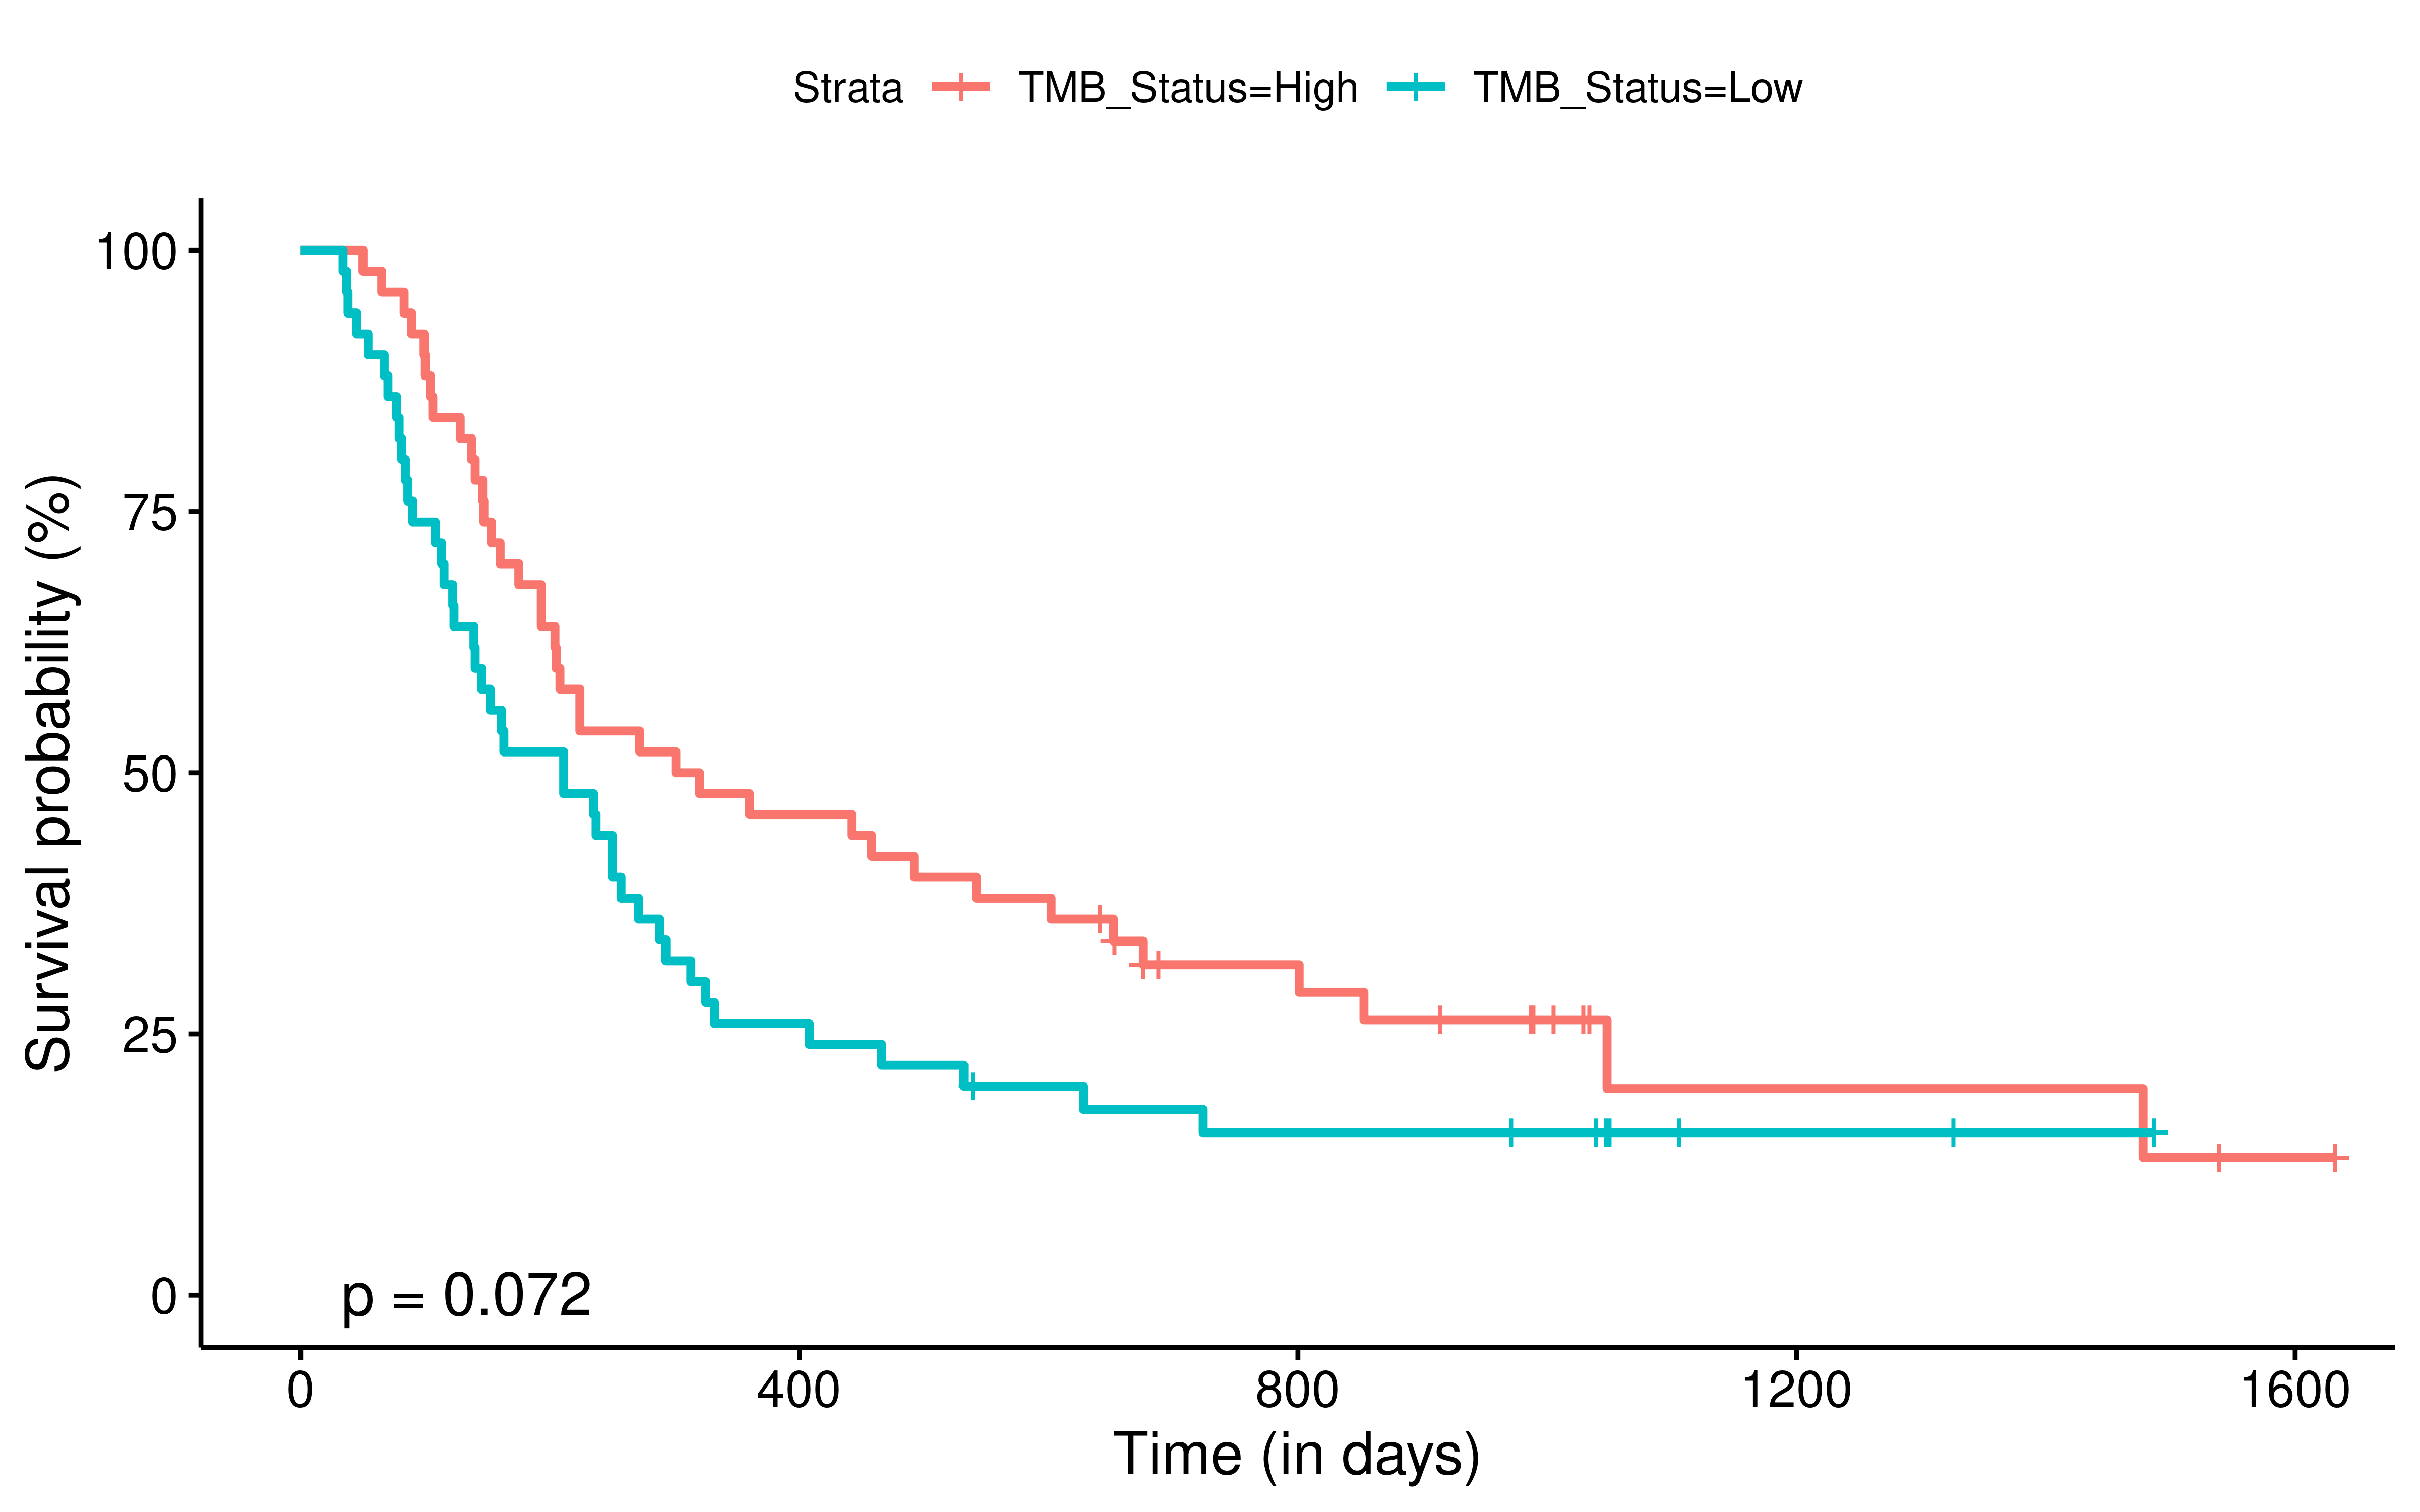 Strata TMB_Status=High TMB_Status=Low
Survival probability (%)
100
75
50
25
0
p = 0.072
0 400 800 1200 1600
Time (in days)